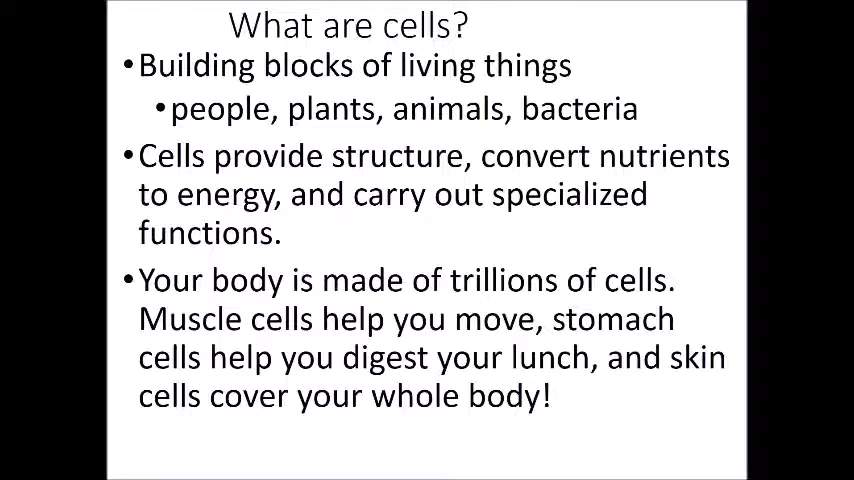 What are cells?
•Building blocks of living things
•people, plants, animals, bacteria
•Cells provide structure, convert nutrients
to energy, and carry out specialized
functions.
•Your body is made of trillions of cells.
Muscle cells help you move, stomach
cells help you digest your lunch, and skin
cells cover your whole body!